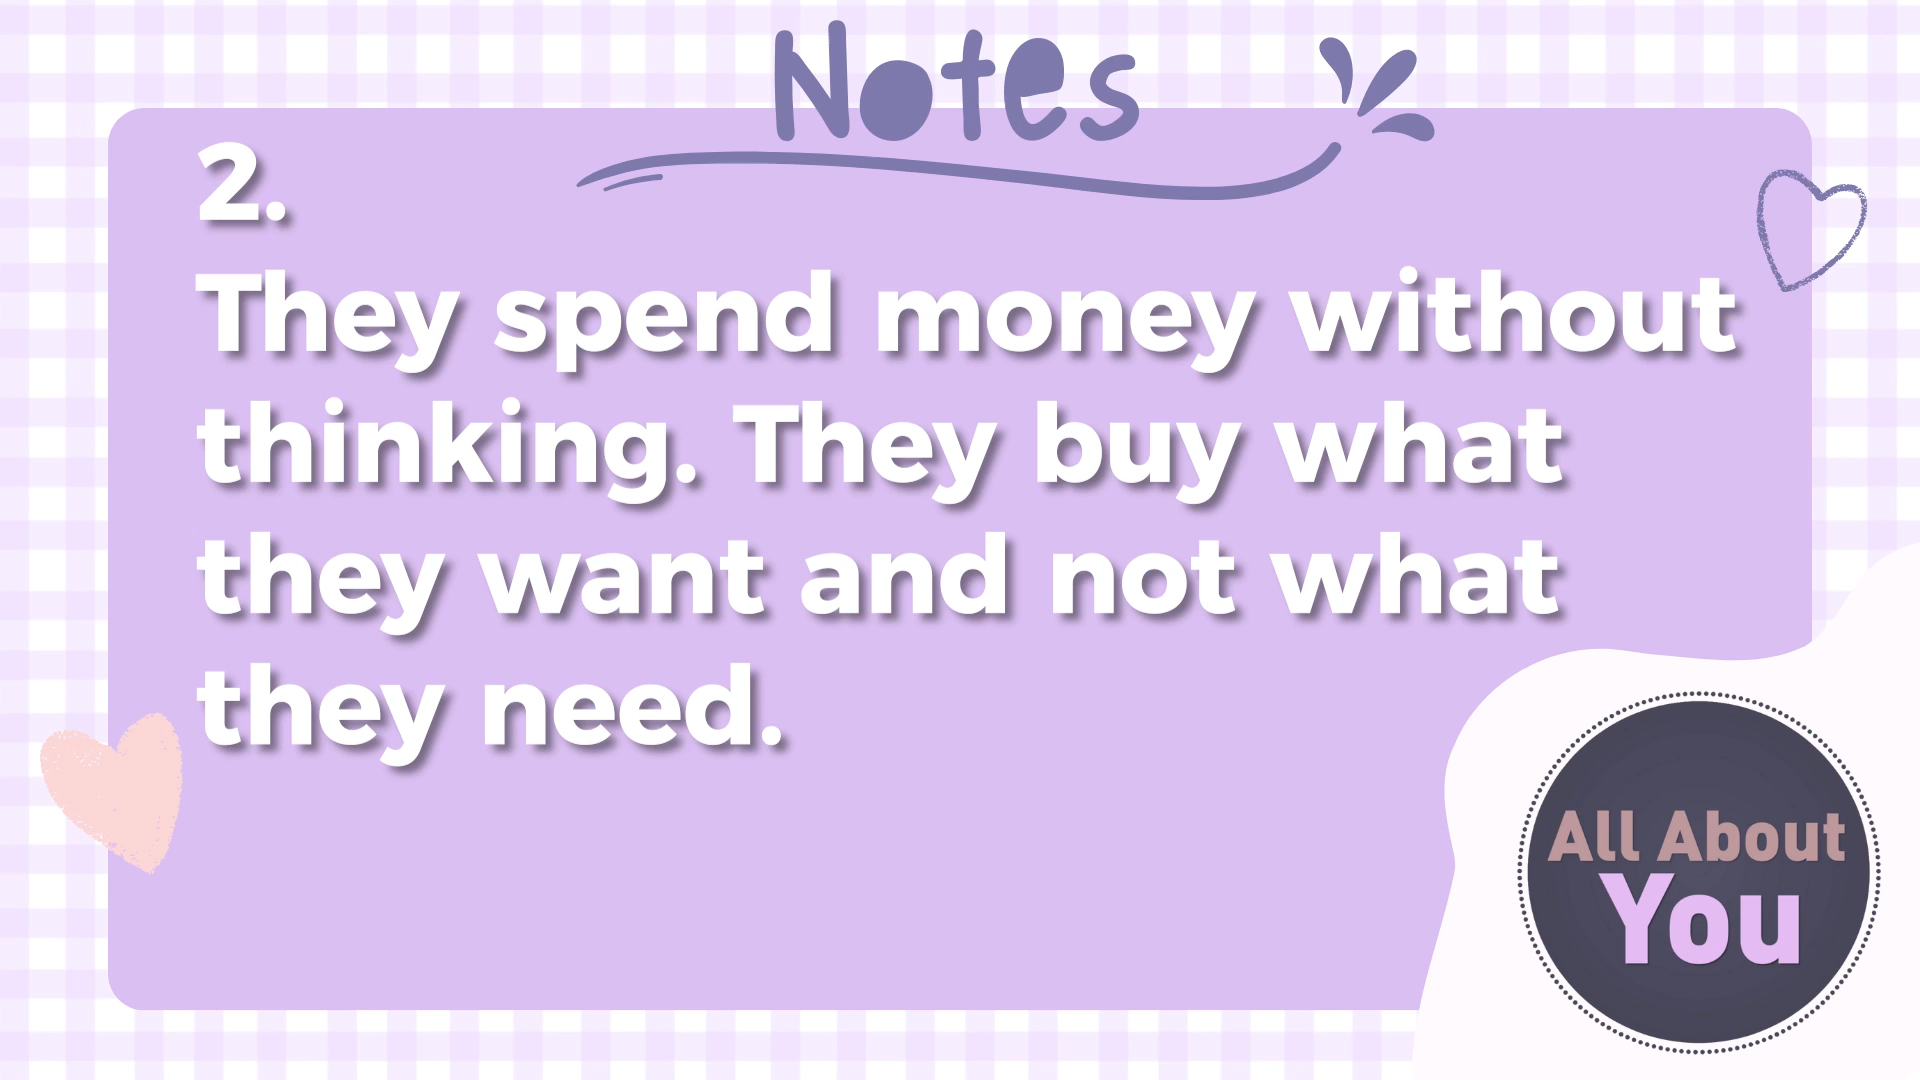 Notes
2.
They spend money without
thinking. They buy what
they want and not what
they need.
All About
You